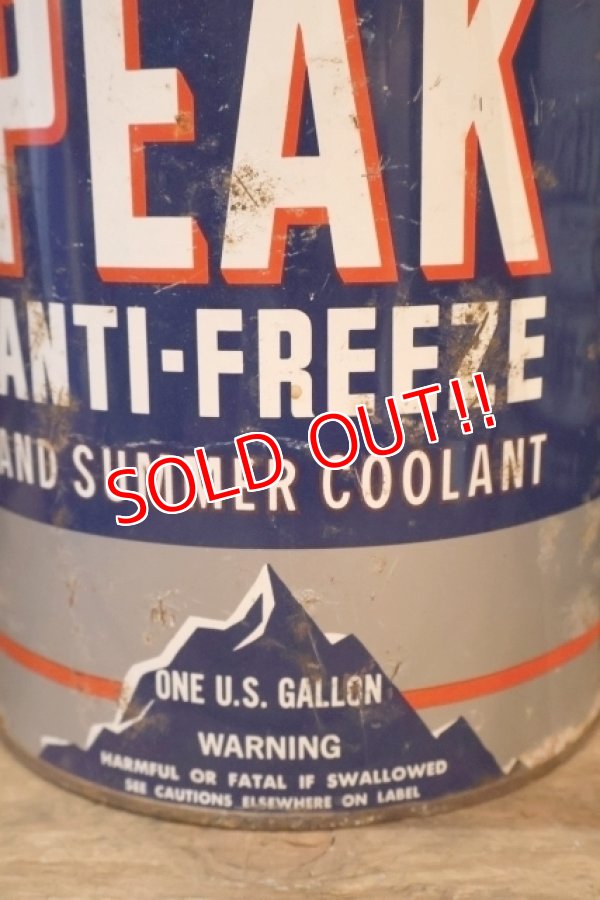 PEAK
ANTI-FREEZE
AND SUMMER COOLANT
SOLD OUT!!
ONE U.S. GALLON
WARNING
HARMFUL OR FATAL IF SWALLOWED
SEE CAUTIONS ELSEWHERE ON LABEL